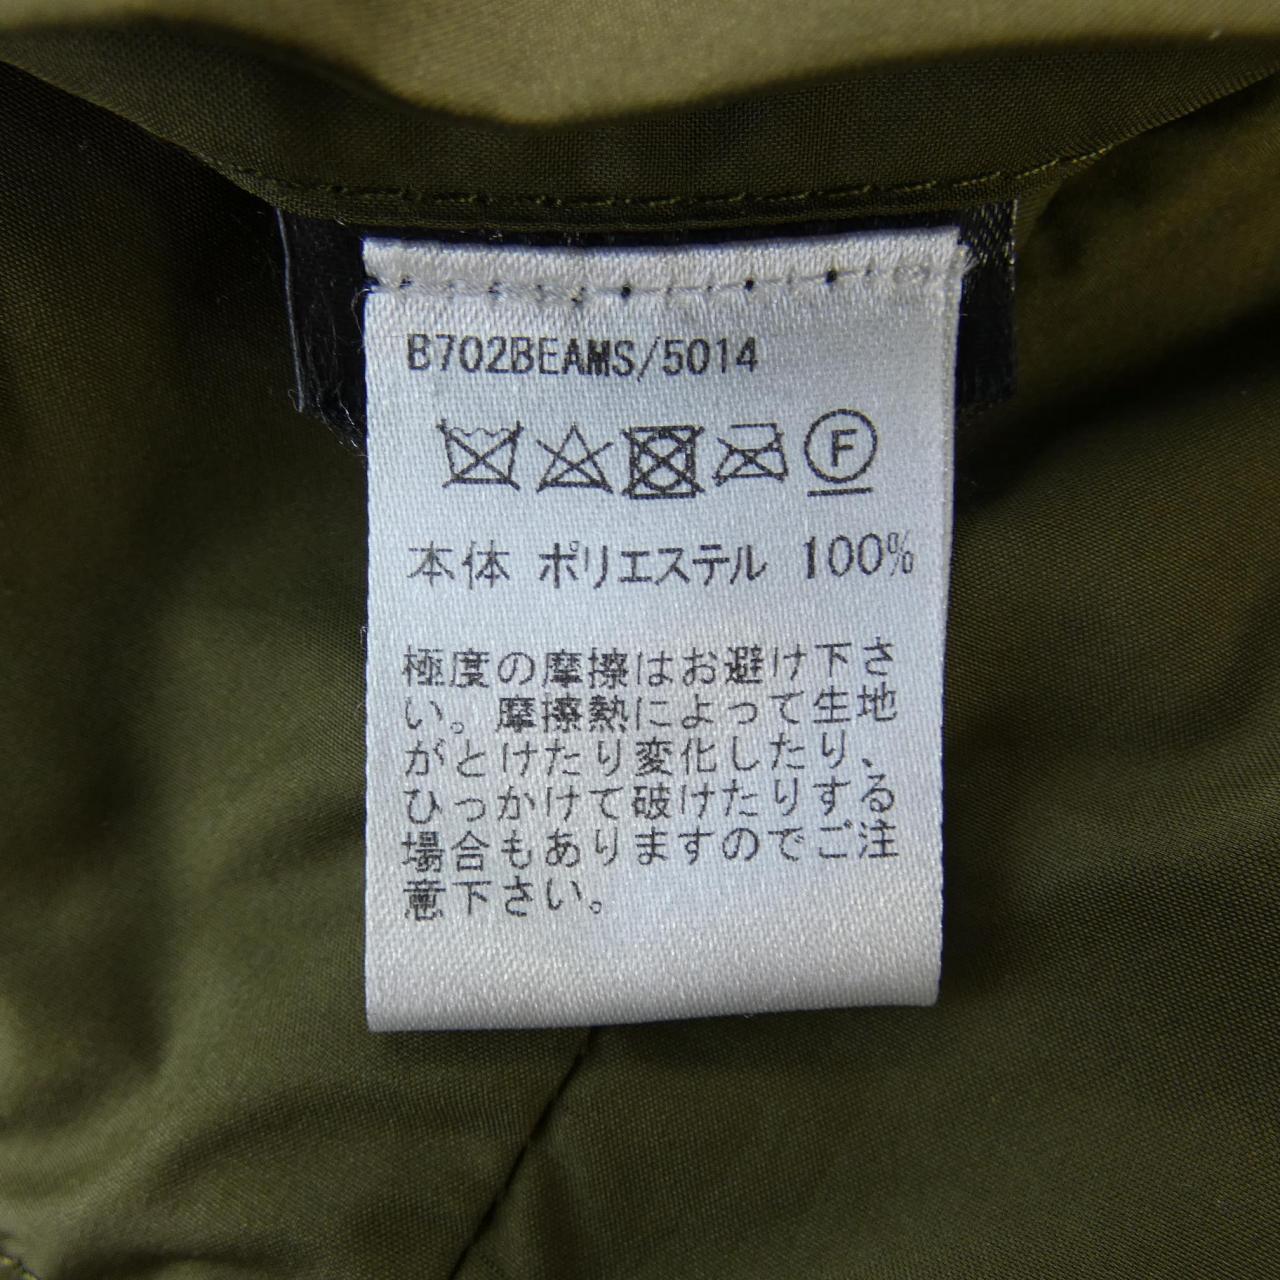 B702BEAMS/5014
F
本体 ポリエステル 100%
極度の摩擦はお避け下さ
い。摩擦熱によって生地
がとけたり変化したり、
ひっかけて破けたりする
場合もありますのでご注
意下さい。